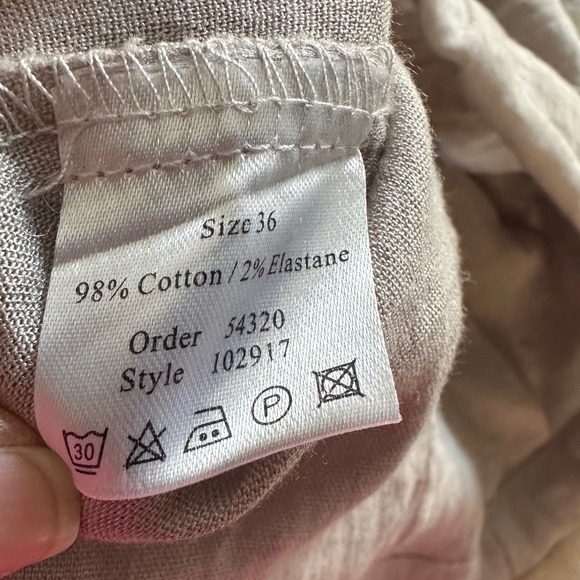 Size 36
98% Cotton / 2% Elastane
Order 54320
Style 102917
30 P